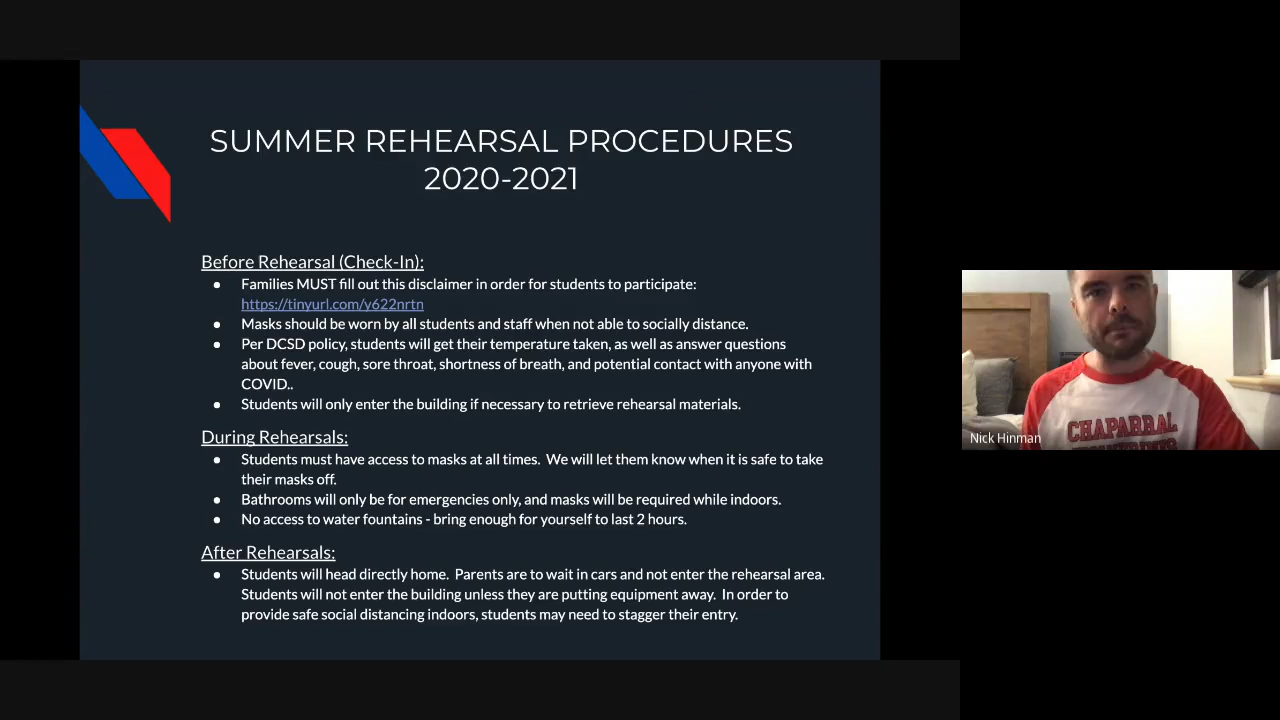 SUMMER REHEARSAL PROCEDURES
2020-2021
Before Rehearsal (Check-In):
● Families MUST fill out this disclaimer in order for students to participate:
https://tinyurl.com/y622nrtn
● Masks should be worn by all students and staff when not able to socially distance.
● Per DCSD policy, students will get their temperature taken, as well as answer questions
about fever, cough, sore throat, shortness of breath, and potential contact with anyone with
COVID..
● Students will only enter the building if necessary to retrieve rehearsal materials.
During Rehearsals:
● Students must have access to masks at all times.  We will let them know when it is safe to take
their masks off.
● Bathrooms will only be for emergencies only, and masks will be required while indoors.
● No access to water fountains - bring enough for yourself to last 2 hours.
After Rehearsals:
● Students will head directly home.  Parents are to wait in cars and not enter the rehearsal area.
Students will not enter the building unless they are putting equipment away.  In order to
provide safe social distancing indoors, students may need to stagger their entry.
CHAPARRAL
Nick Hinman